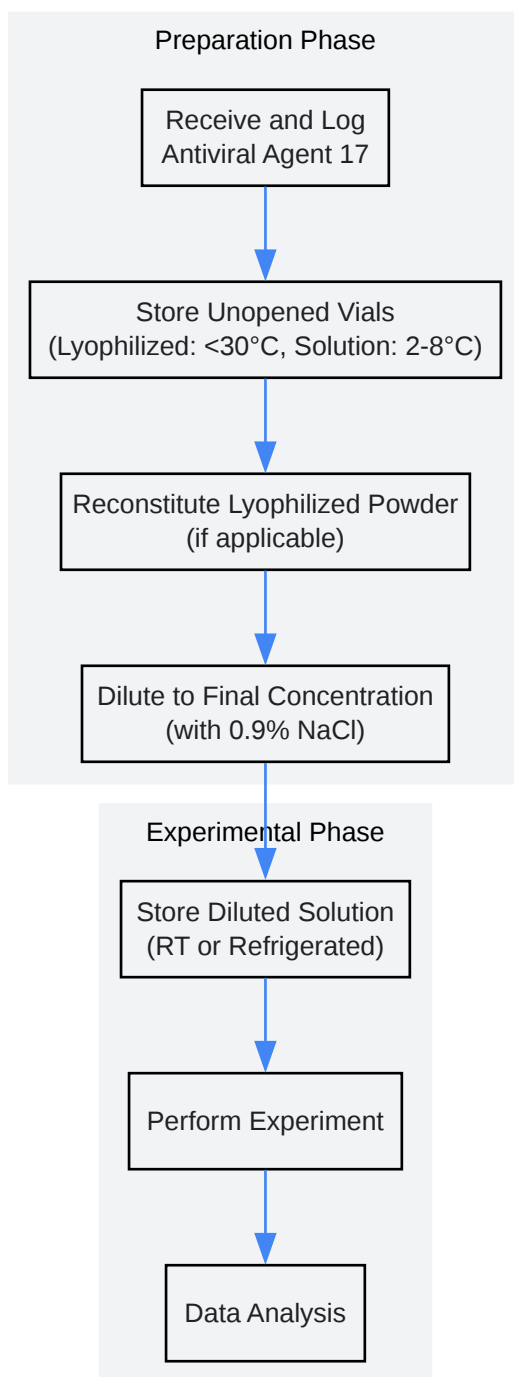 Preparation Phase
Receive and Log
Antiviral Agent 17
Store Unopened Vials
(Lyophilized: <30°C, Solution: 2-8°C)
Reconstitute Lyophilized Powder
(if applicable)
Dilute to Final Concentration
(with 0.9% NaCl)
Experimental Phase
Store Diluted Solution
(RT or Refrigerated)
Perform Experiment
Data Analysis